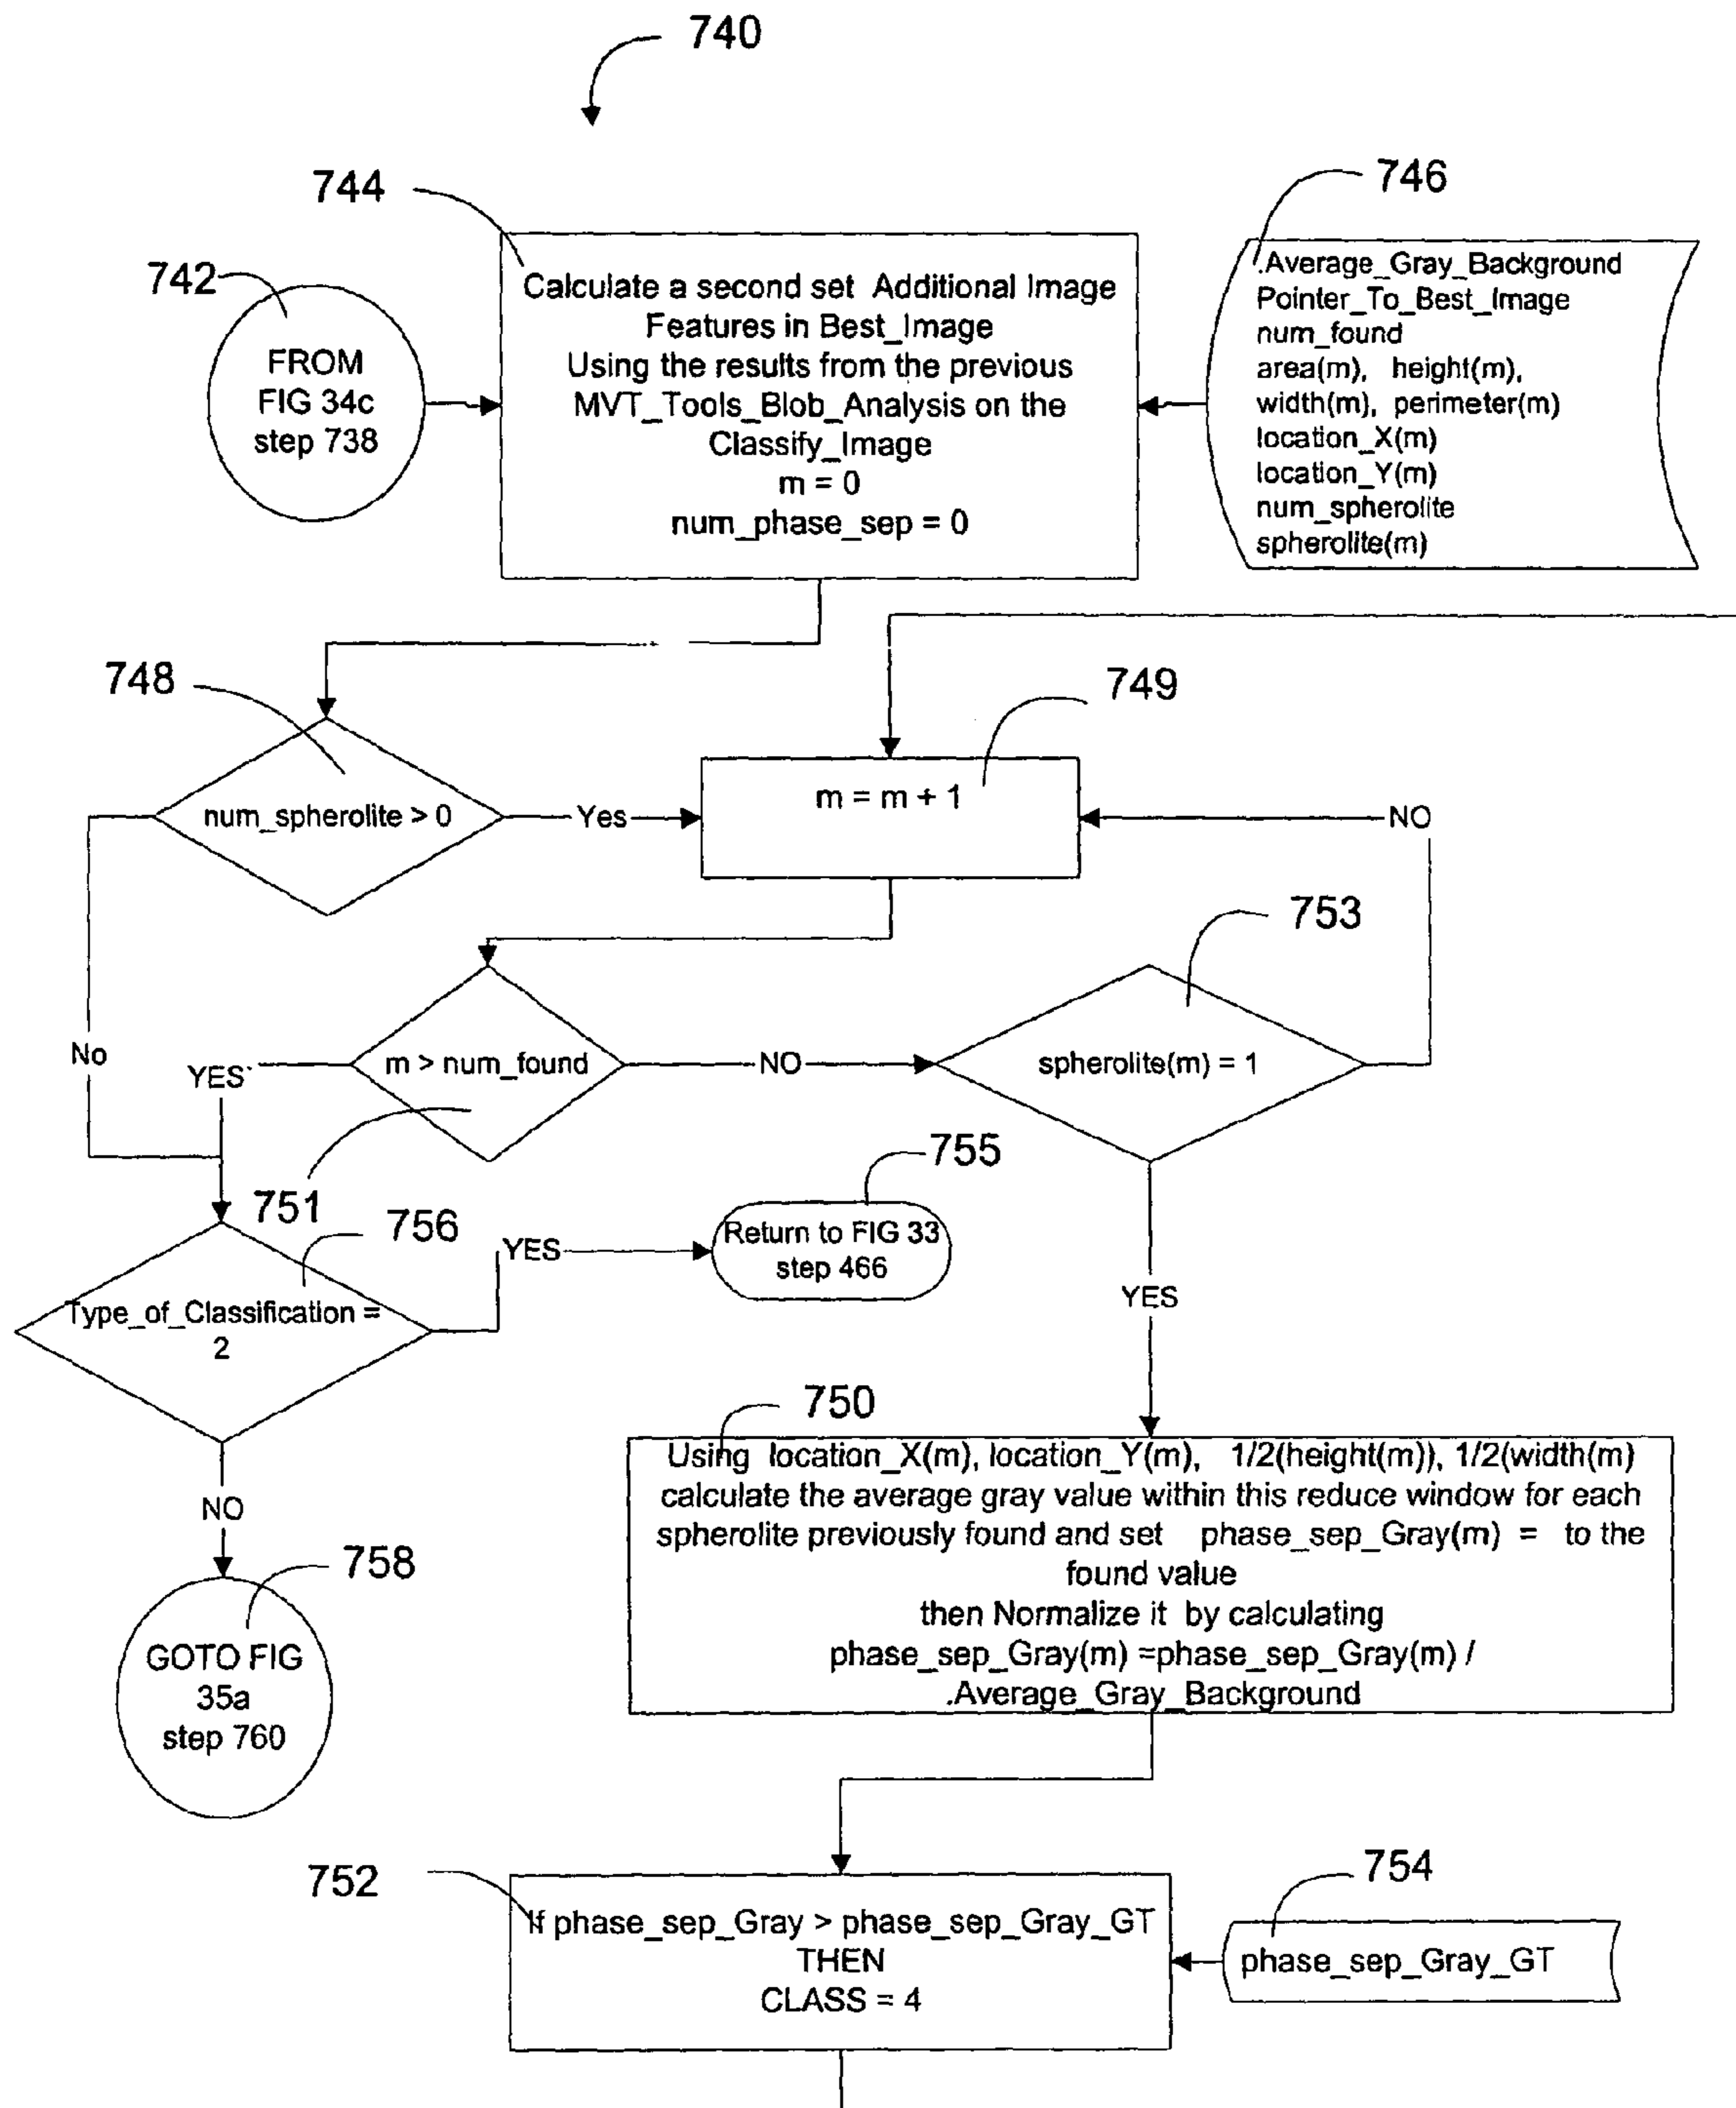 740
744
746
742
Calculate a second set Additional Image
Features in Best_Image
Using the results from the previous
MVT_Tools_Blob_Analysis on the
Classify_Image
m = 0
num_phase_sep = 0
.Average_Gray_Background
Pointer_To_Best_Image
num_found
area(m), height(m),
width(m), perimeter(m)
location_X(m)
location_Y(m)
num_spherolite
spherolite(m)
FROM
FIG 34c
step 738
748
749
num_spherolite > 0
Yes
m = m + 1
NO
753
No
YES
m > num_found
NO
spherolite(m) = 1
751
755
756
Return to FIG 33
step 466
YES
Type_of_Classification =
2
YES
NO
750
Using location_X(m), location_Y(m), 1/2(height(m)), 1/2(width(m)
calculate the average gray value within this reduce window for each
spherolite previously found and set phase_sep_Gray(m) = to the
found value
then Normalize it by calculating
phase_sep_Gray(m) =phase_sep_Gray(m) /
.Average_Gray_Background
758
GOTO FIG
35a
step 760
752
754
If phase_sep_Gray > phase_sep_Gray_GT
THEN
CLASS = 4
phase_sep_Gray_GT